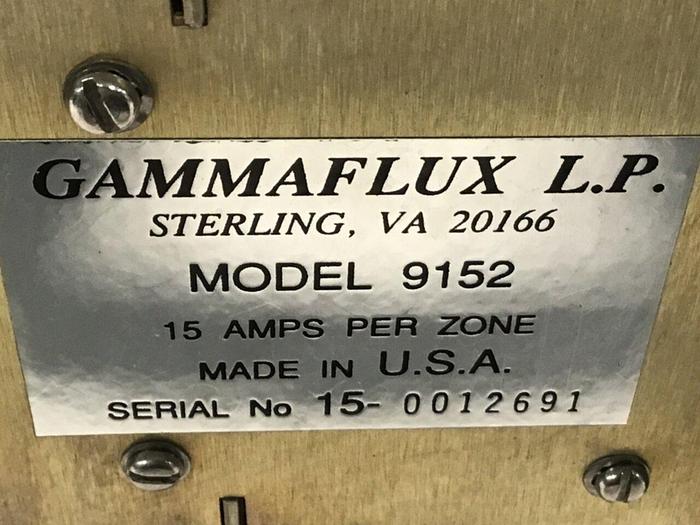 GAMMAFLUX L.P.
STERLING, VA 20166
MODEL 9152
15 AMPS PER ZONE
MADE IN U.S.A.
SERIAL No 15- 0012691